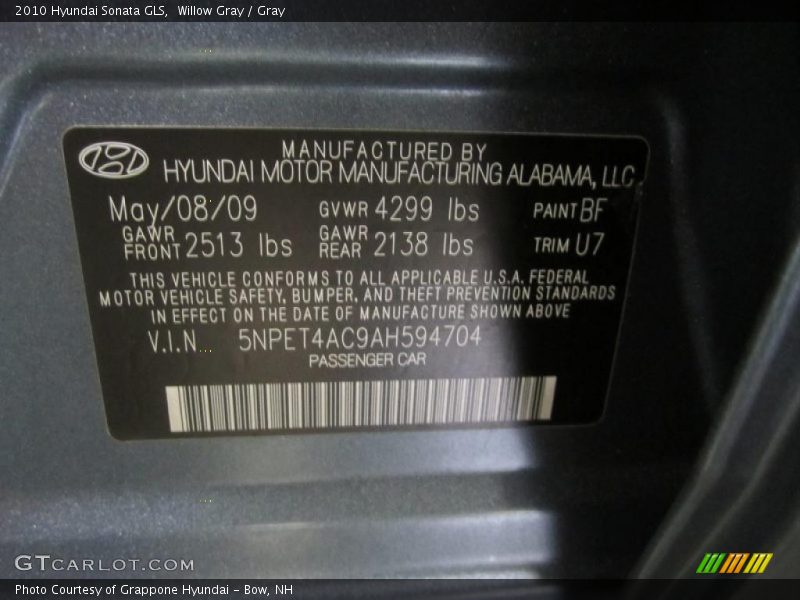 2010 Hyundai Sonata GLS, Willow Gray / Gray
MANUFACTURED BY
HYUNDAI MOTOR MANUFACTURING ALABAMA, LLC
May/08/09 GVWR 4299 lbs PAINT BF
GAWR FRONT 2513 lbs GAWR REAR 2138 lbs TRIM U7
THIS VEHICLE CONFORMS TO ALL APPLICABLE U.S.A. FEDERAL
MOTOR VEHICLE SAFETY, BUMPER, AND THEFT PREVENTION STANDARDS
IN EFFECT ON THE DATE OF MANUFACTURE SHOWN ABOVE
V.I.N... 5NPET4AC9AH594704
PASSENGER CAR
GTCARLOT.COM
Photo Courtesy of Grappone Hyundai - Bow, NH